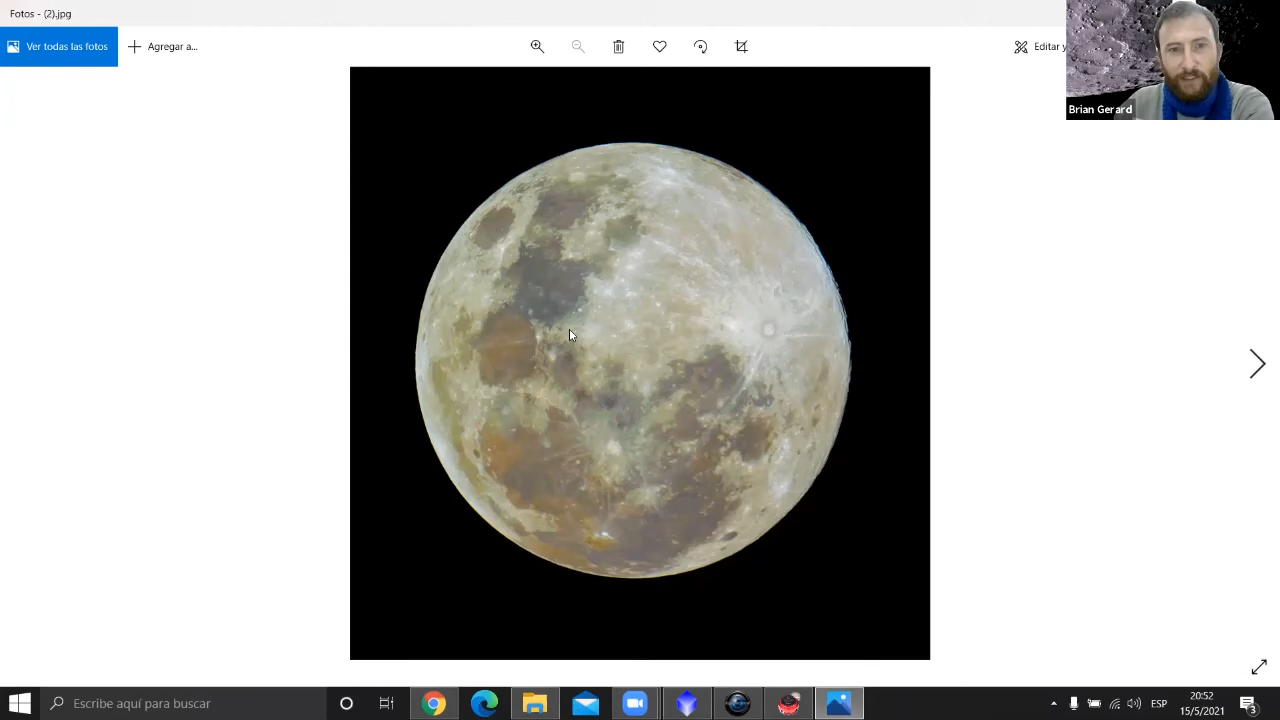 Fotos - (2).jpg
Ver todas las fotos
Agregar a...
Editar y
Brian Gerard
Escribe aquí para buscar
ESP
20:52
15/5/2021
3